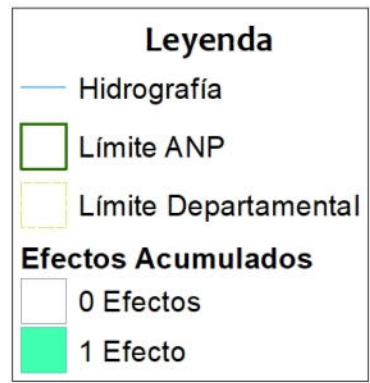 Leyenda
Hidrografía
Límite ANP
Límite Departamental
Efectos Acumulados
0 Efectos
1 Efecto